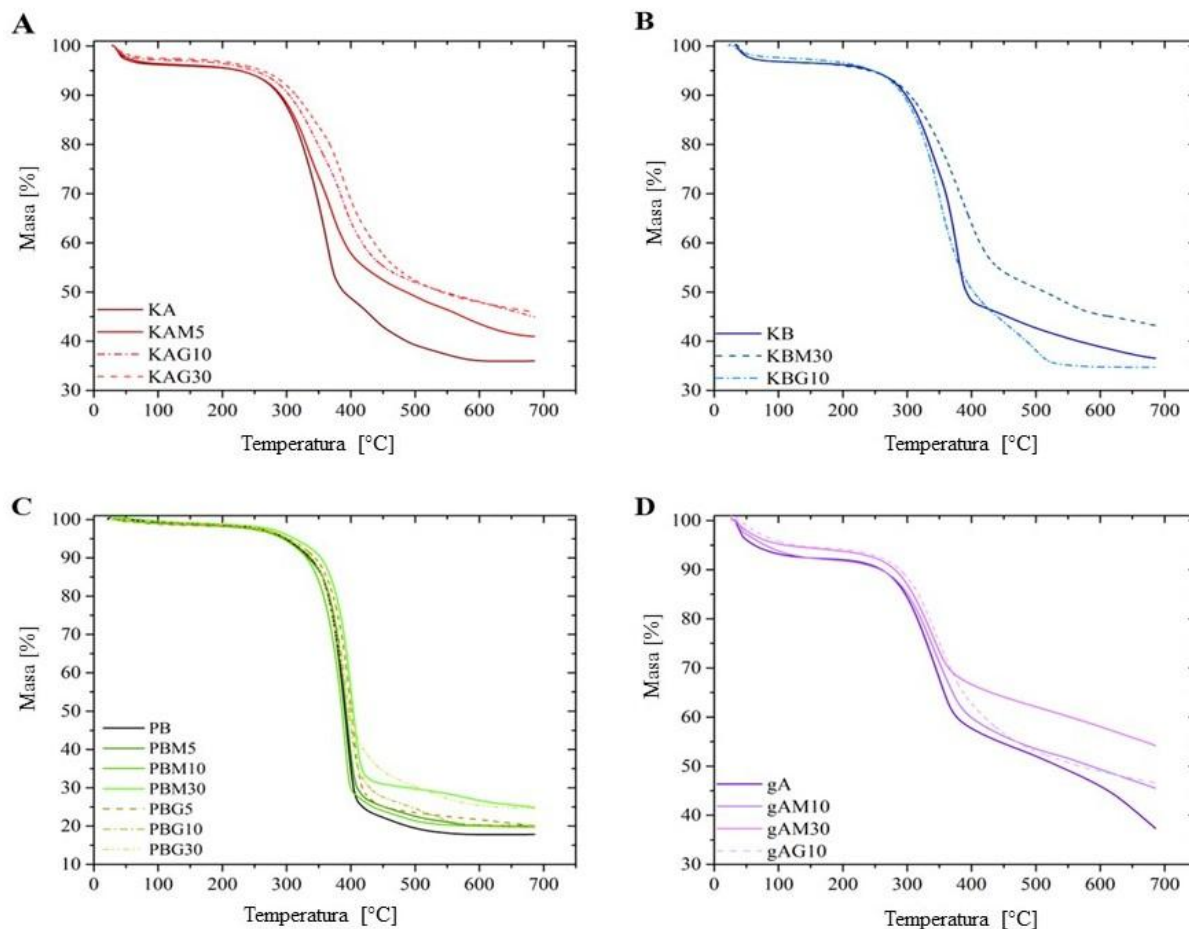 A
100
90
80
70
60
50
40
30
Masa [%]
KA
KAM5
KAG10
KAG30
0 100 200 300 400 500 600 700
Temperatura [°C]
B
100
90
80
70
60
50
40
30
Masa [%]
KB
KBM30
KBG10
0 100 200 300 400 500 600 700
Temperatura [°C]
C
100
90
80
70
60
50
40
30
20
10
Masa [%]
PB
PBM5
PBM10
PBM30
PBG5
PBG10
PBG30
0 100 200 300 400 500 600 700
Temperatura [°C]
D
100
90
80
70
60
50
40
30
Masa [%]
gA
gAM10
gAM30
gAG10
0 100 200 300 400 500 600 700
Temperatura [°C]